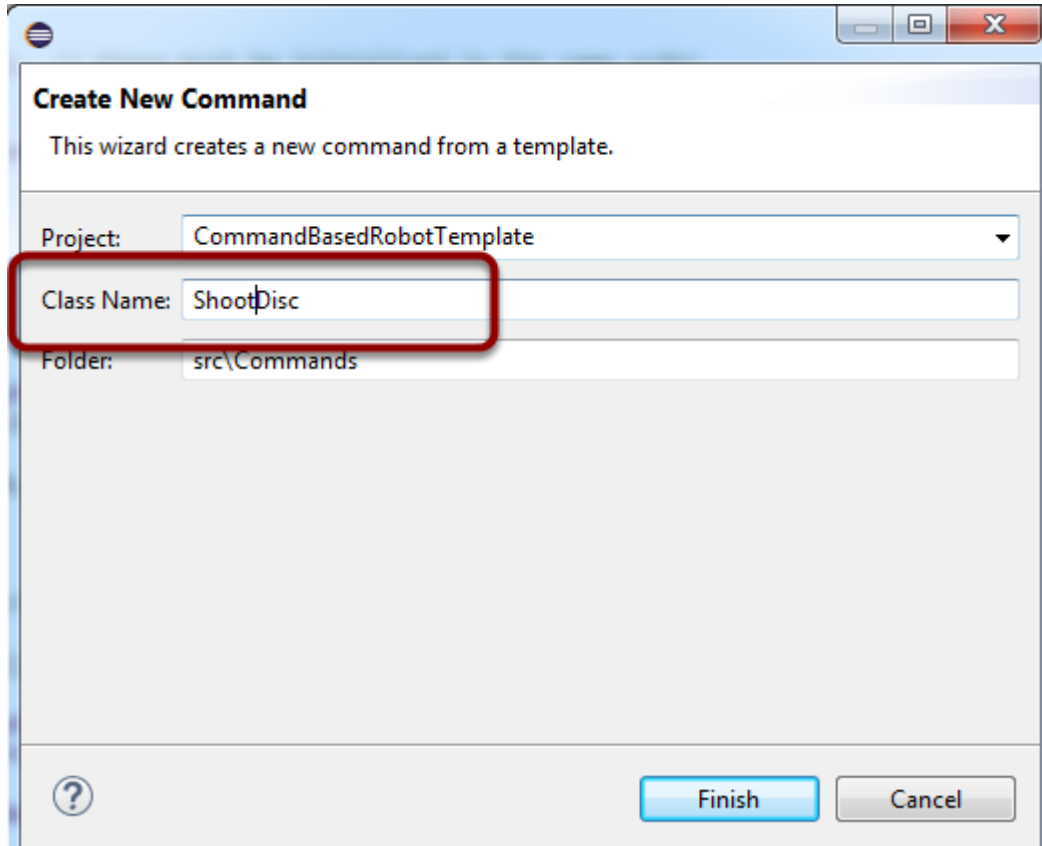 Create New Command
This wizard creates a new command from a template.
Project: CommandBasedRobotTemplate
Class Name: ShootDisc
Folder: src\Commands
Finish Cancel